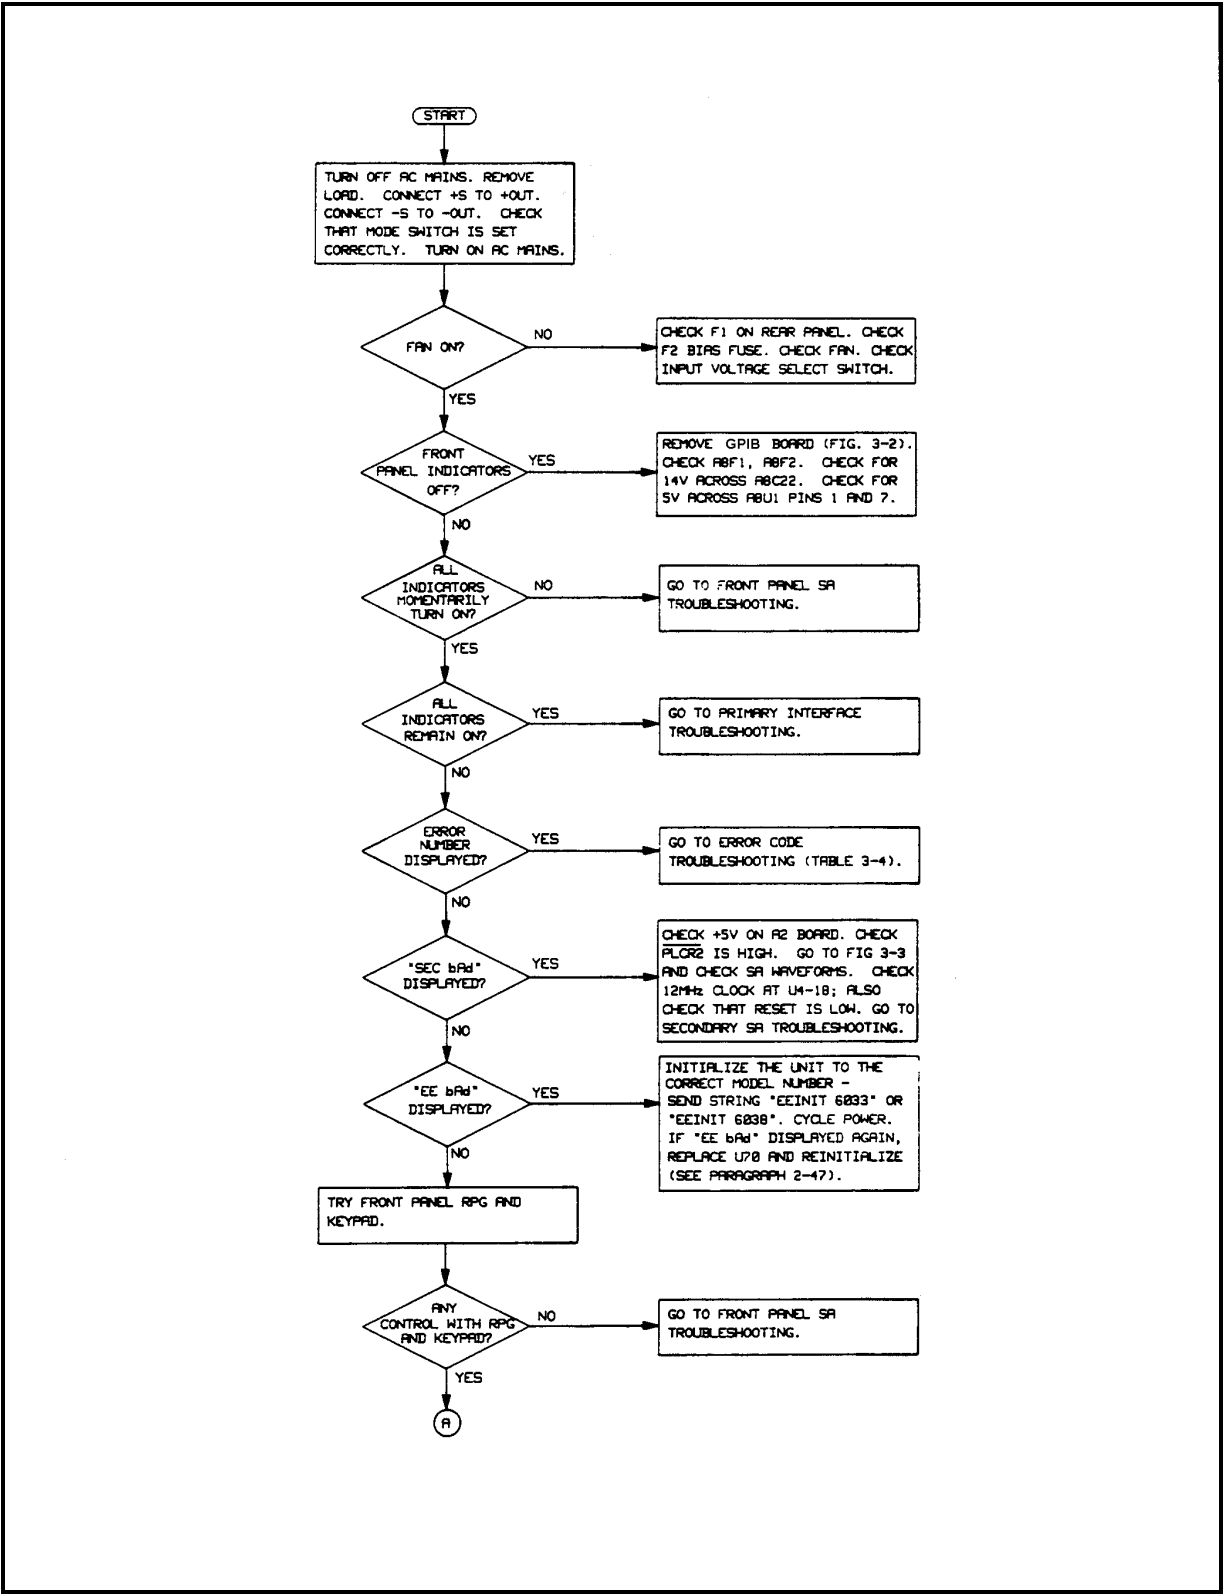 START
TURN OFF AC MAINS. REMOVE
LOAD. CONNECT +S TO +OUT.
CONNECT -S TO -OUT. CHECK
THAT MODE SWITCH IS SET
CORRECTLY. TURN ON AC MAINS.
FAN ON?
NO
CHECK F1 ON REAR PANEL. CHECK
F2 BIAS FUSE. CHECK FAN. CHECK
INPUT VOLTAGE SELECT SWITCH.
YES
FRONT
PANEL INDICATORS
OFF?
YES
REMOVE GPIB BOARD (FIG. 3-2).
CHECK A8F1, A8F2. CHECK FOR
14V ACROSS A8C22. CHECK FOR
5V ACROSS A8U1 PINS 1 AND 7.
NO
ALL
INDICATORS
MOMENTARILY
TURN ON?
NO
GO TO FRONT PANEL SA
TROUBLESHOOTING.
YES
ALL
INDICATORS
REMAIN ON?
YES
GO TO PRIMARY INTERFACE
TROUBLESHOOTING.
NO
ERROR
NUMBER
DISPLAYED?
YES
GO TO ERROR CODE
TROUBLESHOOTING (TABLE 3-4).
NO
"SEC bAd"
DISPLAYED?
YES
CHECK +5V ON A2 BOARD. CHECK
PLCR2 IS HIGH. GO TO FIG 3-3
AND CHECK SA WAVEFORMS. CHECK
12MHz CLOCK AT U4-18; ALSO
CHECK THAT RESET IS LOW. GO TO
SECONDARY SA TROUBLESHOOTING.
NO
"EE bAd"
DISPLAYED?
YES
INITIALIZE THE UNIT TO THE
CORRECT MODEL NUMBER -
SEND STRING "EEINIT 6033" OR
"EEINIT 6038". CYCLE POWER.
IF "EE bAd" DISPLAYED AGAIN,
REPLACE U70 AND REINITIALIZE
(SEE PARAGRAPH 2-47).
NO
TRY FRONT PANEL RPG AND
KEYPAD.
ANY
CONTROL WITH RPG
AND KEYPAD?
NO
GO TO FRONT PANEL SA
TROUBLESHOOTING.
YES
A